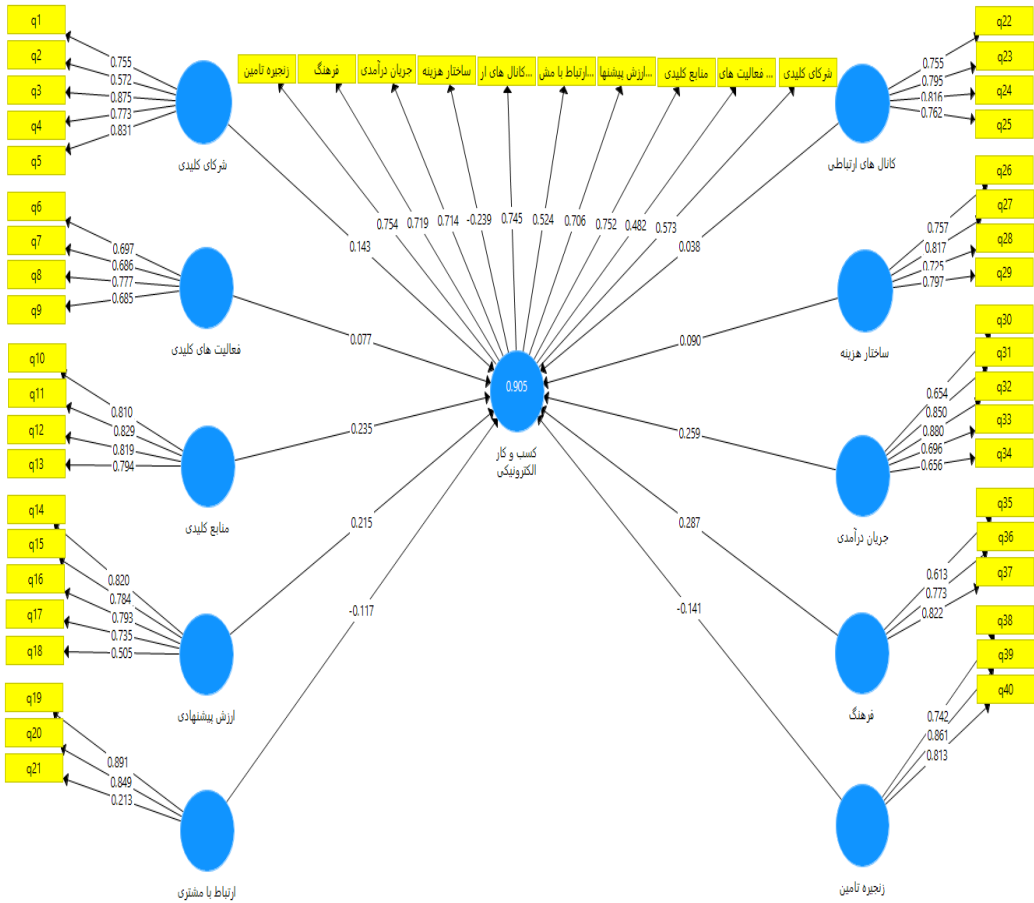 q1
q2
q3
q4
q5
0.755
0.572
0.875
0.773
0.831
شرکای کلیدی
q6
q7
q8
q9
0.697
0.686
0.777
0.685
فعالیت های کلیدی
q10
q11
q12
q13
0.810
0.829
0.819
0.794
منابع کلیدی
q14
q15
q16
q17
q18
0.820
0.784
0.793
0.735
0.505
ارزش پیشنهادی
q19
q20
q21
0.891
0.849
0.213
ارتباط با مشتری
زنجیره تامین
فرهنگ
جریان درآمدی
ساختار هزینه
کانال های ار...
ارتباط با مش...
ارزش پیشنها...
منابع کلیدی
فعالیت های ...
شرکای کلیدی
0.754
0.719
0.714
-0.239
0.745
0.524
0.706
0.752
0.482
0.573
0.143
0.077
0.235
0.215
-0.117
0.038
0.090
0.259
0.287
-0.141
0.905
کسب و کار
الکترونیکی
q22
q23
q24
q25
0.755
0.795
0.816
0.762
کانال های ارتباطی
q26
q27
q28
q29
0.757
0.817
0.725
0.797
ساختار هزینه
q30
q31
q32
q33
q34
0.654
0.850
0.880
0.696
0.656
جریان درآمدی
q35
q36
q37
0.613
0.773
0.822
فرهنگ
q38
q39
q40
0.742
0.861
0.813
زنجیره تامین